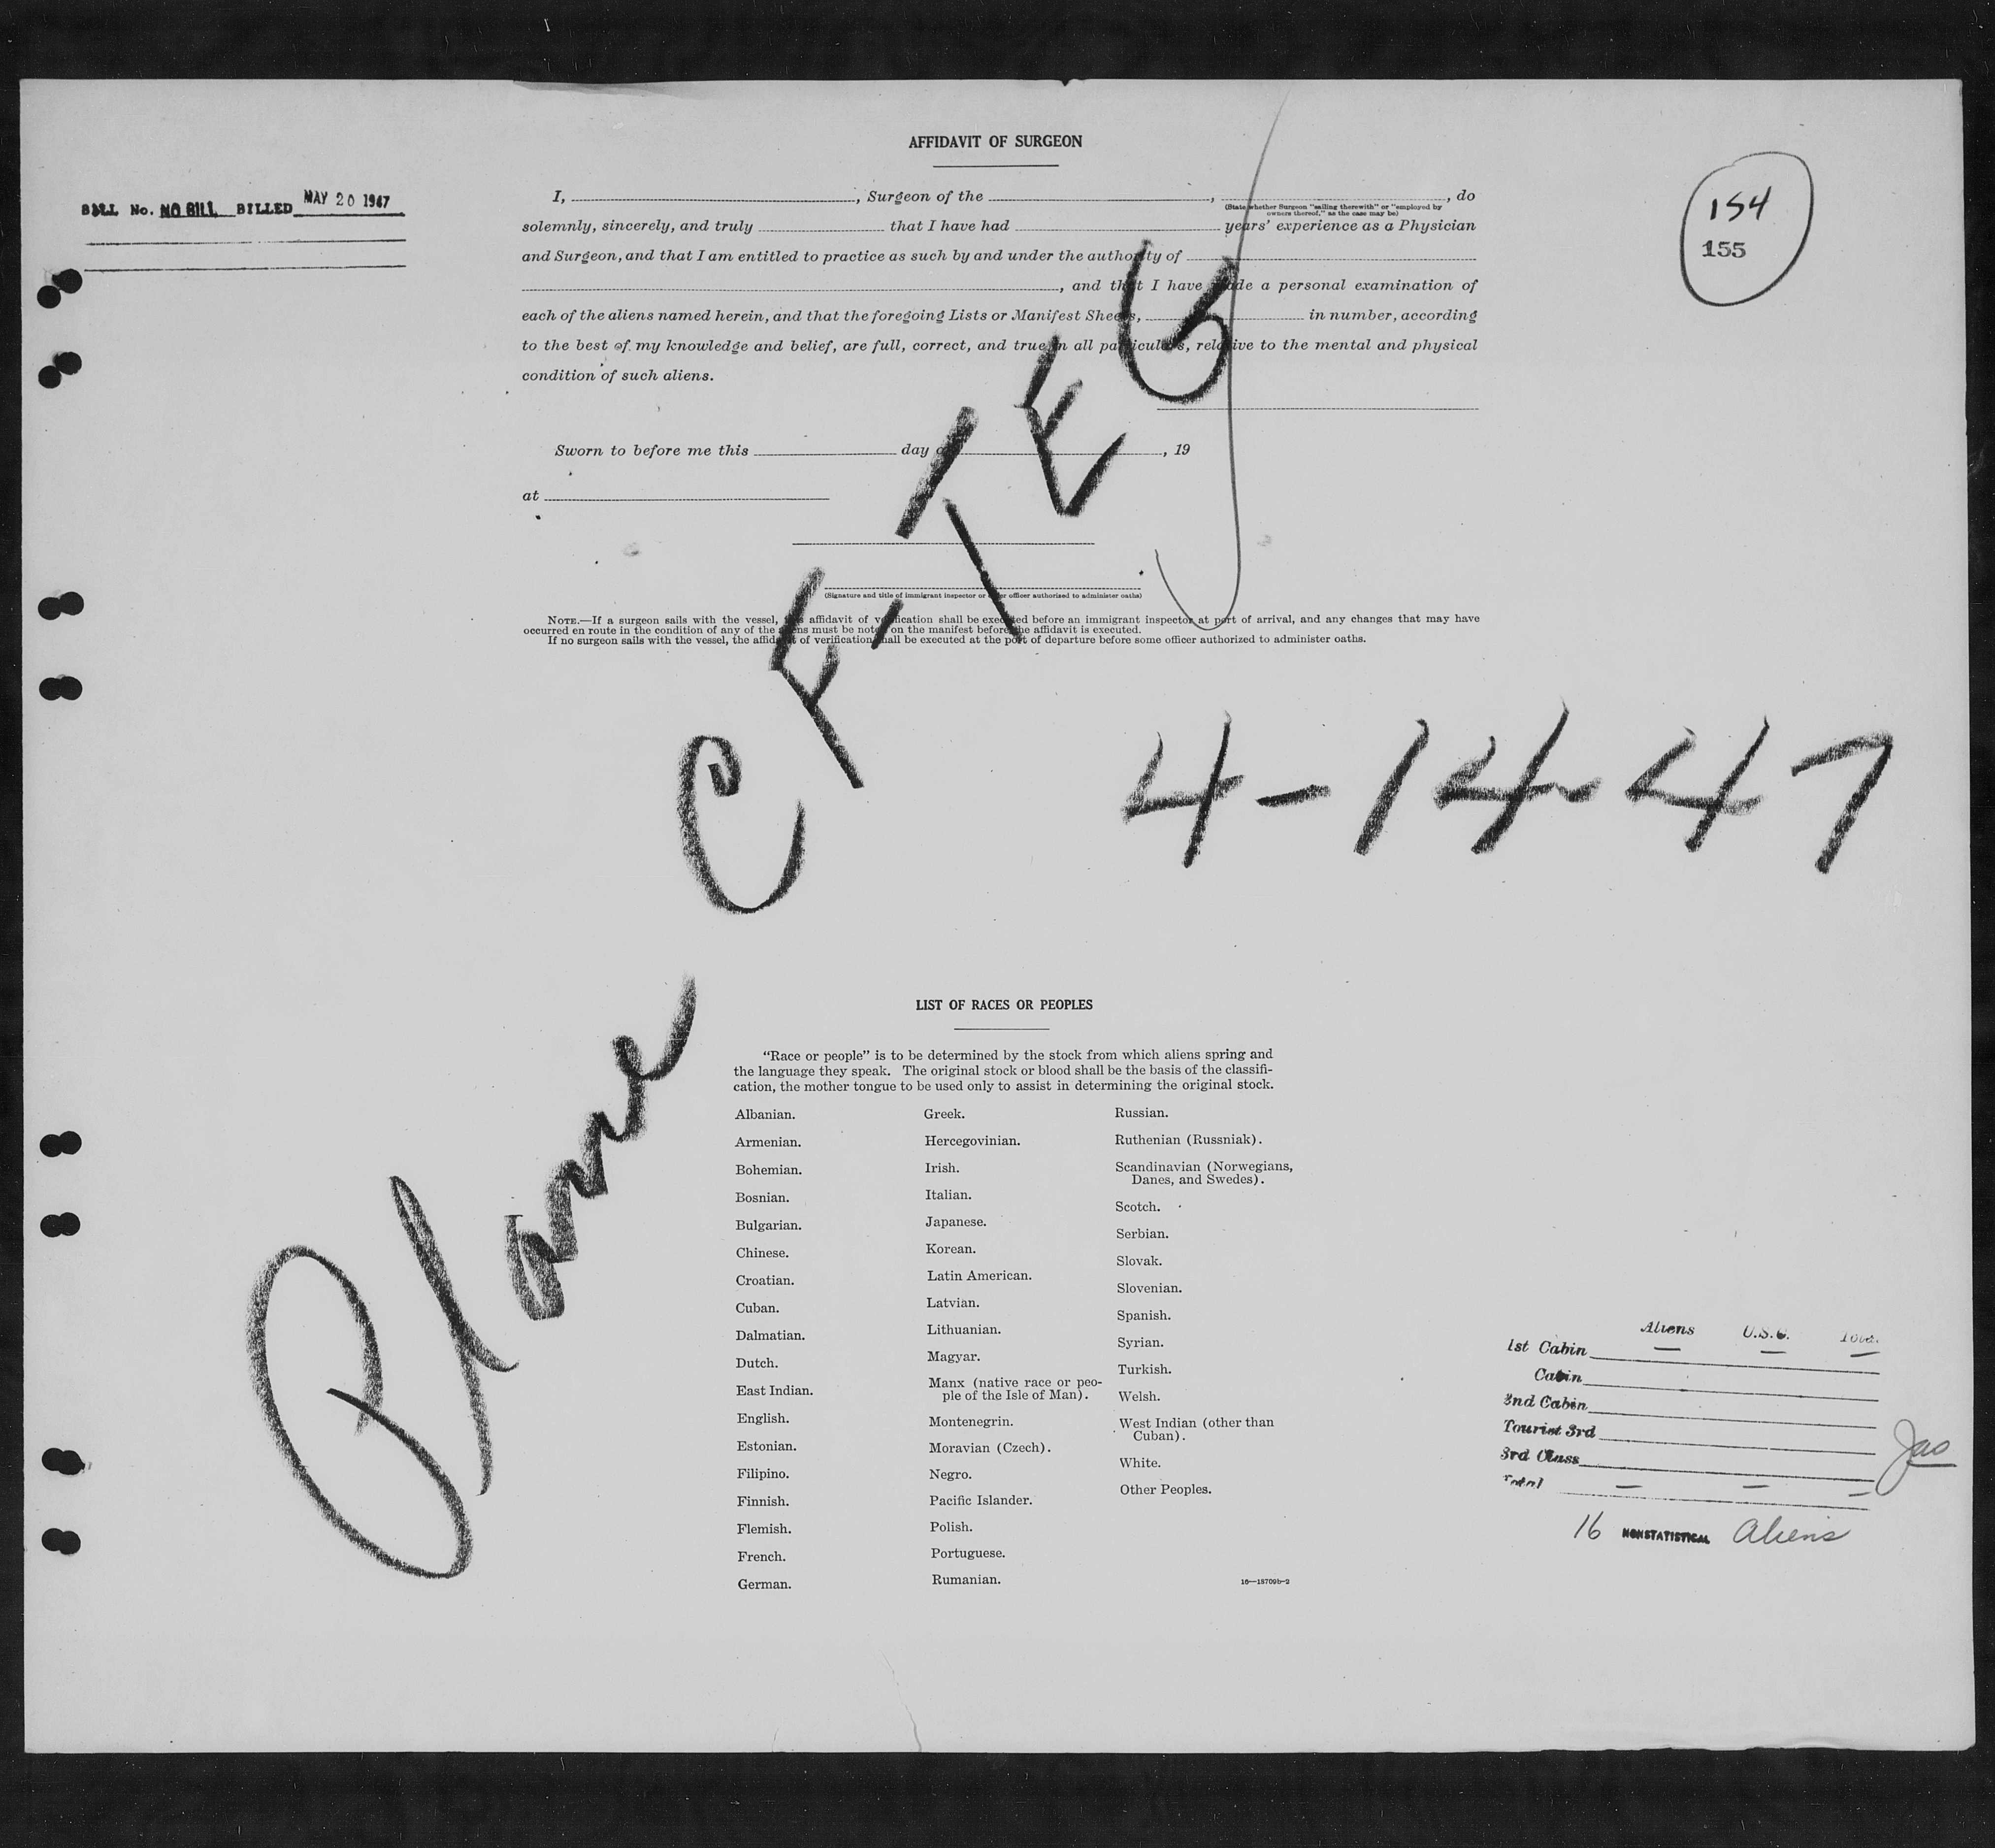 AFFIDAVIT OF SURGEON
BILL No. NO BILL BILLED MAY 20 1947
154
155
I, , Surgeon of the , , do
(State whether Surgeon "sailing therewith" or "employed by
owners thereof," as the case may be)
solemnly, sincerely, and truly that I have had years' experience as a Physician
and Surgeon, and that I am entitled to practice as such by and under the authority of
, and that I have made a personal examination of
each of the aliens named herein, and that the foregoing Lists or Manifest Sheets, in number, according
to the best of my knowledge and belief, are full, correct, and true in all particulars, relative to the mental and physical
condition of such aliens.
Sworn to before me this day of , 19
at
(Signature and title of immigrant inspector or other officer authorized to administer oaths)
NOTE.—If a surgeon sails with the vessel, this affidavit of verification shall be executed before an immigrant inspector at port of arrival, and any changes that may have
occurred en route in the condition of any of the aliens must be noted on the manifest before the affidavit is executed.
If no surgeon sails with the vessel, the affidavit of verification shall be executed at the port of departure before some officer authorized to administer oaths.
Plane CF-TEG
4-14-47
LIST OF RACES OR PEOPLES
"Race or people" is to be determined by the stock from which aliens spring and
the language they speak. The original stock or blood shall be the basis of the classifi-
cation, the mother tongue to be used only to assist in determining the original stock.
Albanian.
Armenian.
Bohemian.
Bosnian.
Bulgarian.
Chinese.
Croatian.
Cuban.
Dalmatian.
Dutch.
East Indian.
English.
Estonian.
Filipino.
Finnish.
Flemish.
French.
German.
Greek.
Hercegovinian.
Irish.
Italian.
Japanese.
Korean.
Latin American.
Latvian.
Lithuanian.
Magyar.
Manx (native race or peo-
ple of the Isle of Man).
Montenegrin.
Moravian (Czech).
Negro.
Pacific Islander.
Polish.
Portuguese.
Rumanian.
Russian.
Ruthenian (Russniak).
Scandinavian (Norwegians,
Danes, and Swedes).
Scotch.
Serbian.
Slovak.
Slovenian.
Spanish.
Syrian.
Turkish.
Welsh.
West Indian (other than
Cuban).
White.
Other Peoples.
16—18709b-2
Aliens U.S.C. Total
1st Cabin — — —
Cabin
2nd Cabin
Tourist 3rd
3rd Class
Total — — —
16 NONSTATISTICAL Aliens